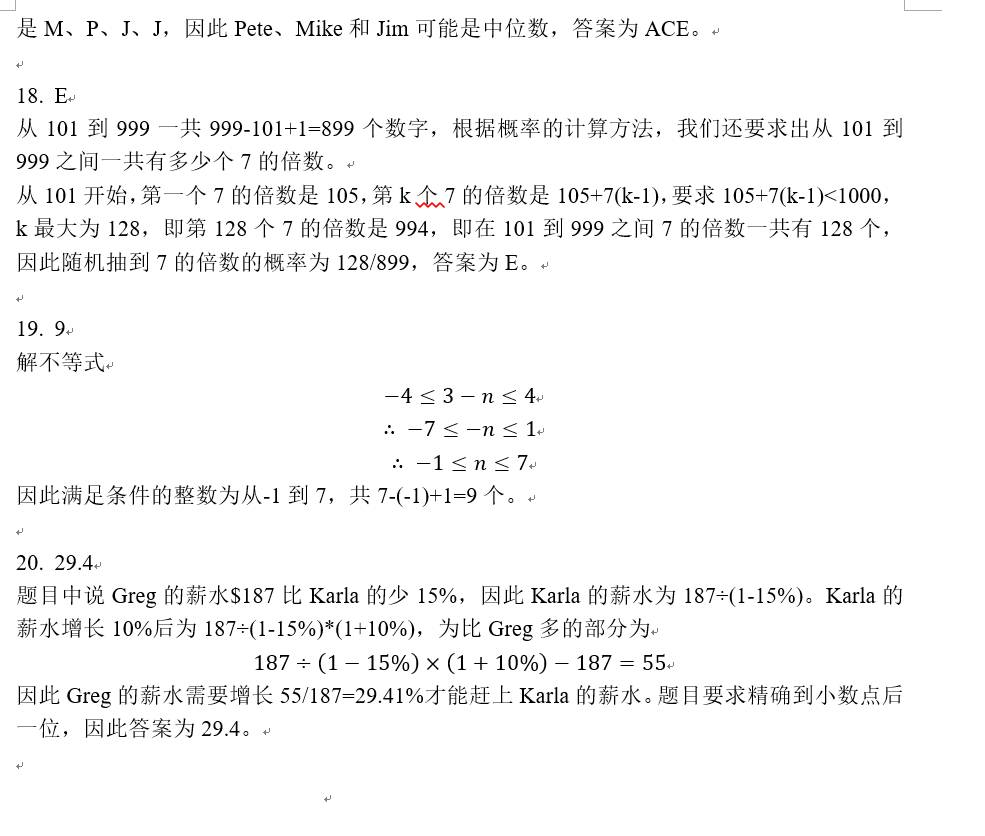 是 M、P、J、J，因此 Pete、Mike 和 Jim 可能是中位数，答案为 ACE。
18. E
从 101 到 999 一共 999-101+1=899 个数字，根据概率的计算方法，我们还要求出从 101 到
999 之间一共有多少个 7 的倍数。
从 101 开始，第一个 7 的倍数是 105，第 k 个 7 的倍数是 105+7(k-1)，要求 105+7(k-1)<1000，
k 最大为 128，即第 128 个 7 的倍数是 994，即在 101 到 999 之间 7 的倍数一共有 128 个，
因此随机抽到 7 的倍数的概率为 128/899，答案为 E。
19. 9
解不等式
−4 ≤ 3 − n ≤ 4
∴ −7 ≤ −n ≤ 1
∴ −1 ≤ n ≤ 7
因此满足条件的整数为从-1 到 7，共 7-(-1)+1=9 个。
20. 29.4
题目中说 Greg 的薪水$187 比 Karla 的少 15%，因此 Karla 的薪水为 187÷(1-15%)。Karla 的
薪水增长 10%后为 187÷(1-15%)*(1+10%)，为比 Greg 多的部分为
187 ÷ (1 − 15%) × (1 + 10%) − 187 = 55
因此 Greg 的薪水需要增长 55/187=29.41%才能赶上 Karla 的薪水。题目要求精确到小数点后
一位，因此答案为 29.4。